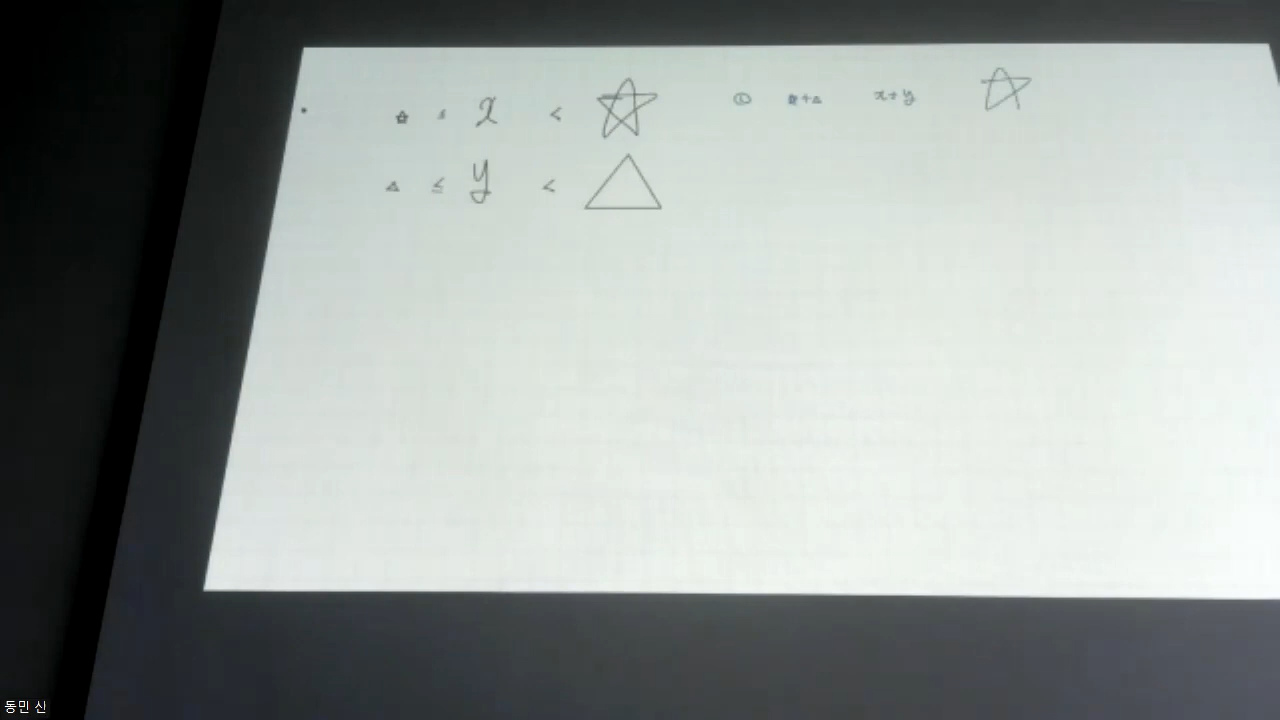 ☆ ≤ x < ☆ ① ☆+△ x+y ☆
△ ≤ y < △
동민 신